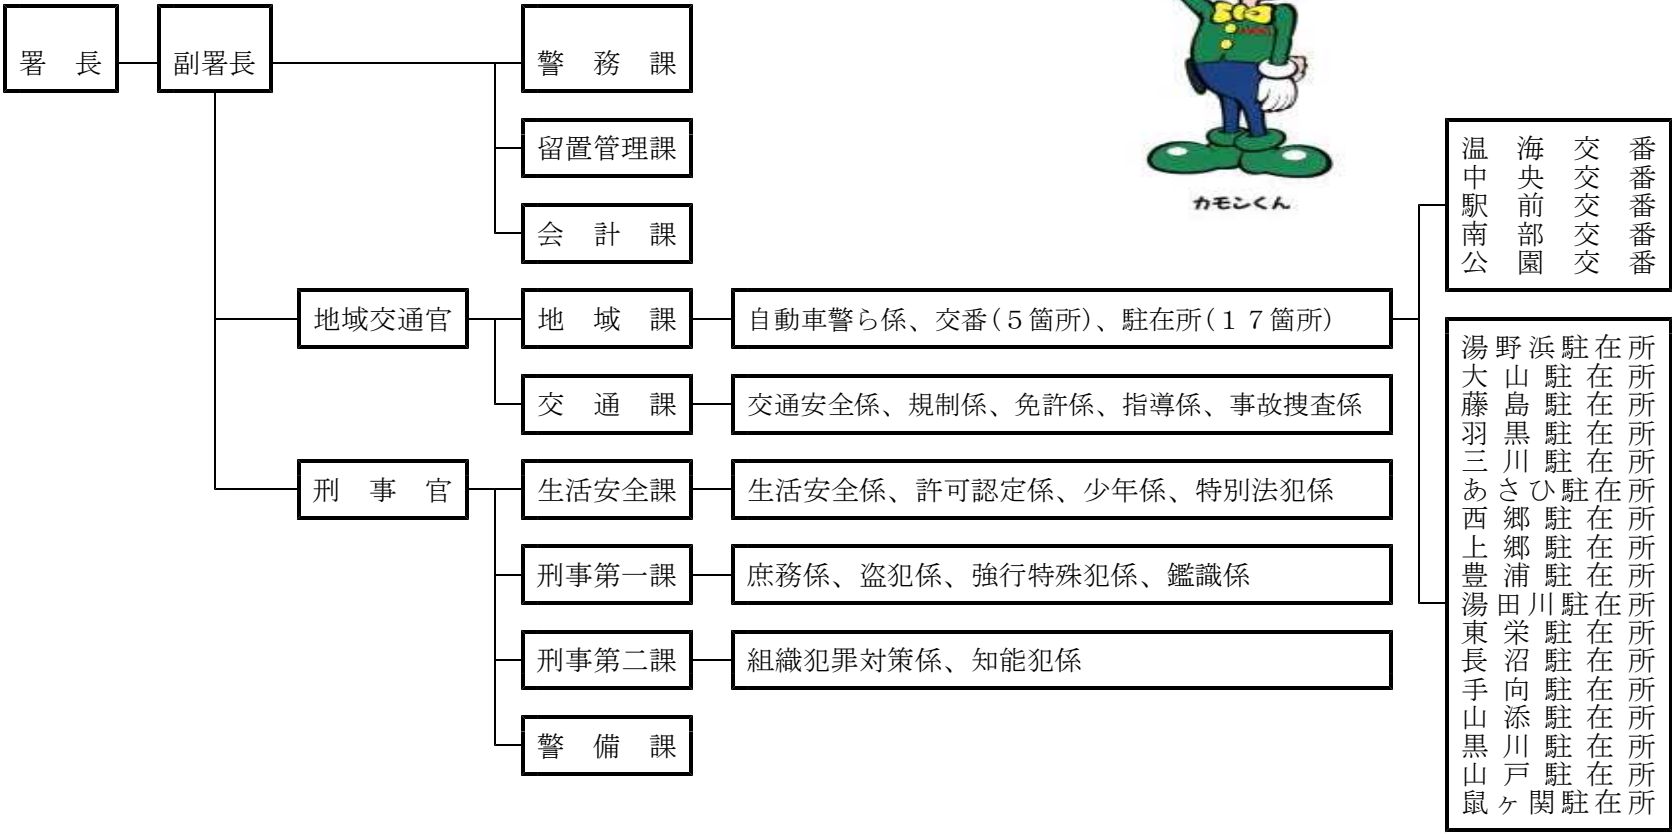 署　長
副署長
警　務　課
留置管理課
会　計　課
カモンくん
地域交通官
地　域　課
自動車警ら係、交番(５箇所)、駐在所(１７箇所)
交　通　課
交通安全係、規制係、免許係、指導係、事故捜査係
刑　事　官
生活安全課
生活安全係、許可認定係、少年係、特別法犯係
刑事第一課
庶務係、盗犯係、強行特殊犯係、鑑識係
刑事第二課
組織犯罪対策係、知能犯係
警　備　課
温海交番
中央交番
駅前交番
南部交番
公園交番
湯野浜駐在所
大山駐在所
藤島駐在所
羽黒駐在所
三川駐在所
あさひ駐在所
西郷駐在所
上郷駐在所
豊浦駐在所
湯田川駐在所
東栄駐在所
長沼駐在所
手向駐在所
山添駐在所
黒川駐在所
山戸駐在所
鼠ヶ関駐在所